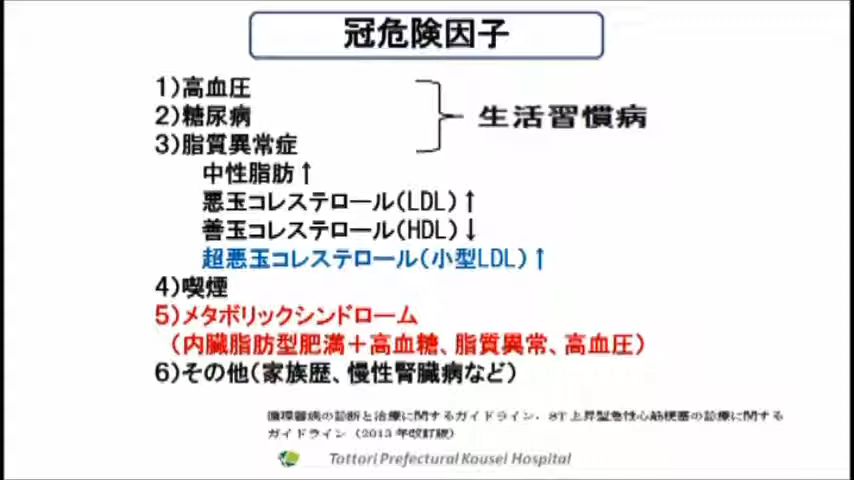 冠危険因子
1)高血圧
2)糖尿病
3)脂質異常症
生活習慣病
中性脂肪↑
悪玉コレステロール(LDL)↑
善玉コレステロール(HDL)↓
超悪玉コレステロール(小型LDL)↑
4)喫煙
5)メタボリックシンドローム
(内臓脂肪型肥満＋高血糖、脂質異常、高血圧)
6)その他(家族歴、慢性腎臓病など)
循環器病の診断と治療に関するガイドライン．ST上昇型急性心筋梗塞の診療に関する
ガイドライン（2013年改訂版）
Tottori Prefectural Kousei Hospital